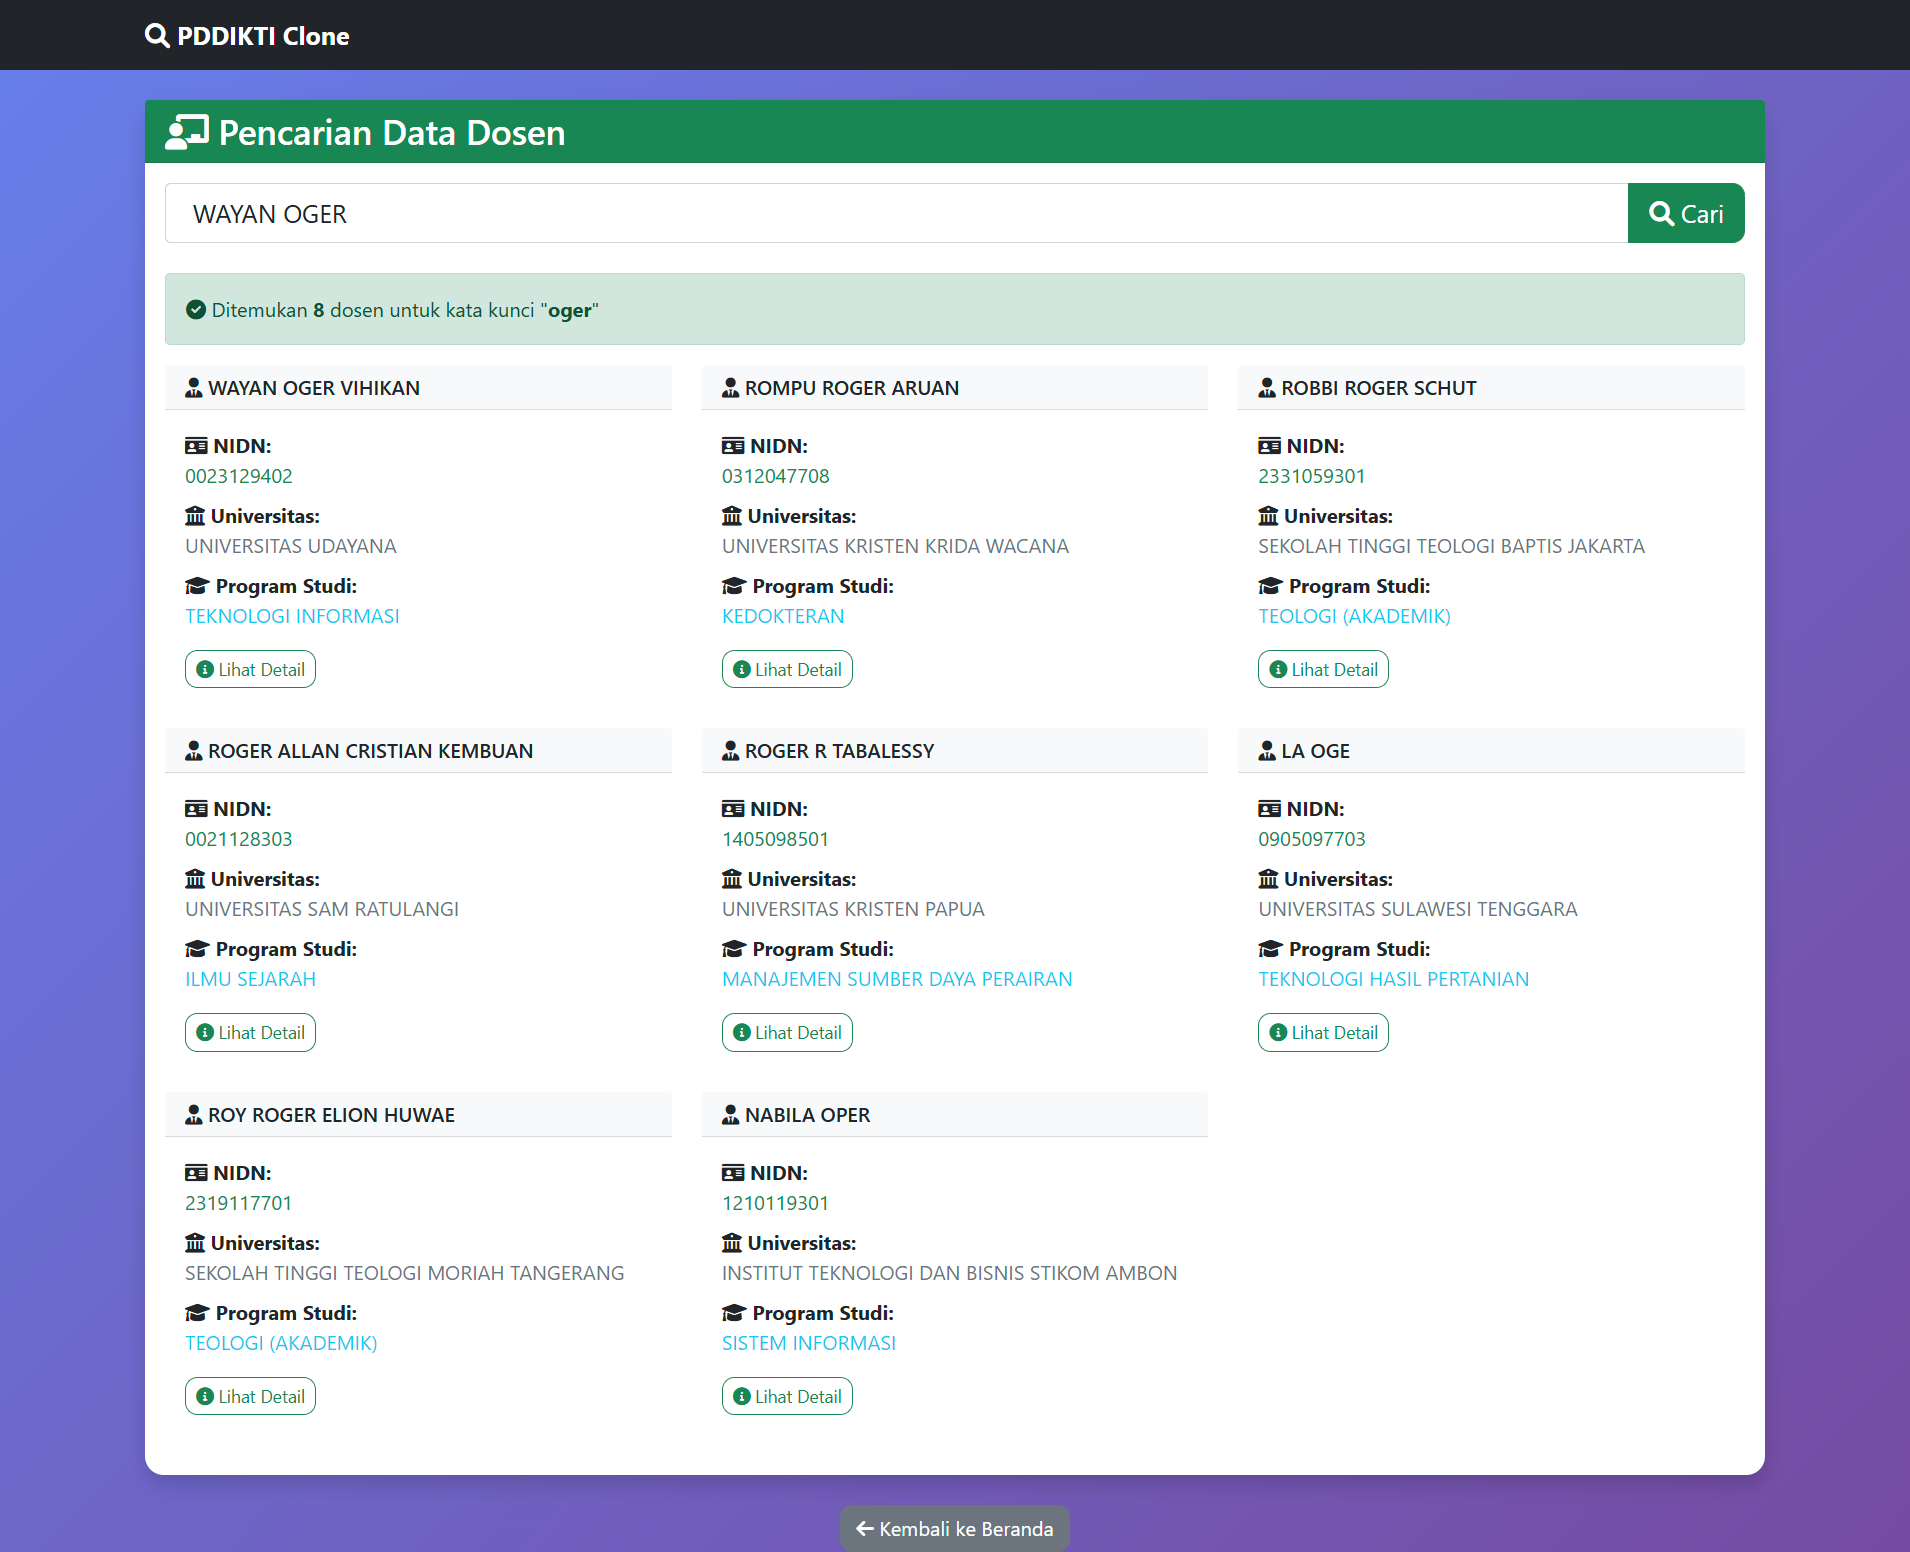 PDDIKTI Clone
Pencarian Data Dosen
WAYAN OGER
Cari
Ditemukan 8 dosen untuk kata kunci "oger"
WAYAN OGER VIHIKAN
NIDN:
0023129402
Universitas:
UNIVERSITAS UDAYANA
Program Studi:
TEKNOLOGI INFORMASI
Lihat Detail
ROMPU ROGER ARUAN
NIDN:
0312047708
Universitas:
UNIVERSITAS KRISTEN KRIDA WACANA
Program Studi:
KEDOKTERAN
Lihat Detail
ROBBI ROGER SCHUT
NIDN:
2331059301
Universitas:
SEKOLAH TINGGI TEOLOGI BAPTIS JAKARTA
Program Studi:
TEOLOGI (AKADEMIK)
Lihat Detail
ROGER ALLAN CRISTIAN KEMBUAN
NIDN:
0021128303
Universitas:
UNIVERSITAS SAM RATULANGI
Program Studi:
ILMU SEJARAH
Lihat Detail
ROGER R TABALESSY
NIDN:
1405098501
Universitas:
UNIVERSITAS KRISTEN PAPUA
Program Studi:
MANAJEMEN SUMBER DAYA PERAIRAN
Lihat Detail
LA OGE
NIDN:
0905097703
Universitas:
UNIVERSITAS SULAWESI TENGGARA
Program Studi:
TEKNOLOGI HASIL PERTANIAN
Lihat Detail
ROY ROGER ELION HUWAE
NIDN:
2319117701
Universitas:
SEKOLAH TINGGI TEOLOGI MORIAH TANGERANG
Program Studi:
TEOLOGI (AKADEMIK)
Lihat Detail
NABILA OPER
NIDN:
1210119301
Universitas:
INSTITUT TEKNOLOGI DAN BISNIS STIKOM AMBON
Program Studi:
SISTEM INFORMASI
Lihat Detail
Kembali ke Beranda